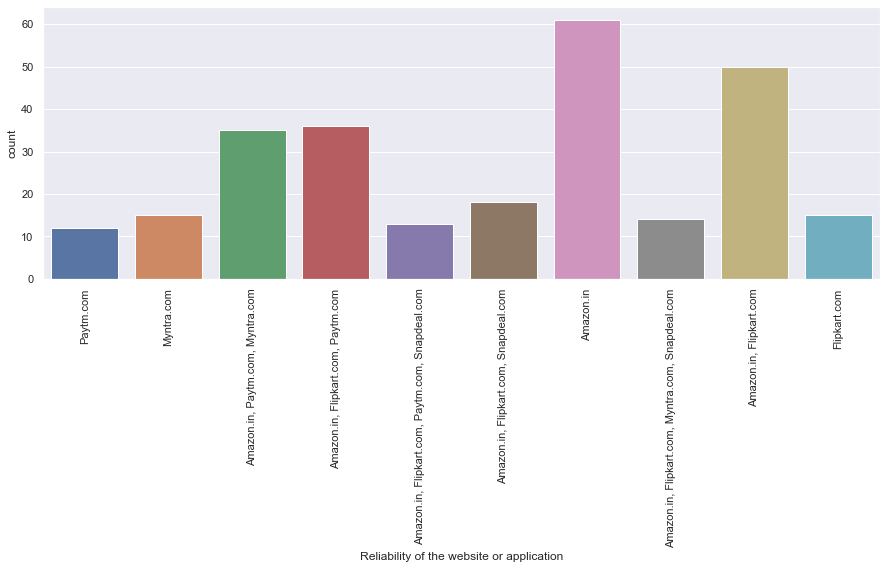 60
50
40
30
20
10
0
count
Paytm.com
Myntra.com
Amazon.in, Paytm.com, Myntra.com
Amazon.in, Flipkart.com, Paytm.com
Amazon.in, Flipkart.com, Paytm.com, Snapdeal.com
Amazon.in, Flipkart.com, Snapdeal.com
Amazon.in
Amazon.in, Flipkart.com, Myntra.com, Snapdeal.com
Amazon.in, Flipkart.com
Flipkart.com
Reliability of the website or application